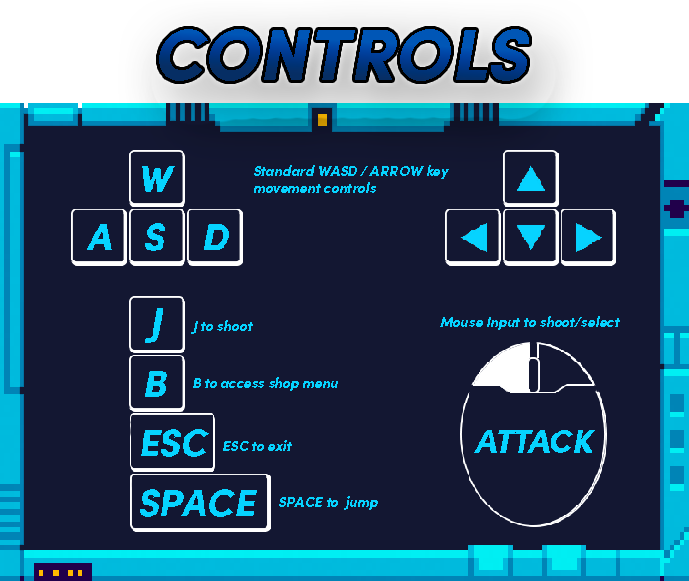 CONTROLS
W
Standard WASD / ARROW key
movement controls
A S D
J
J to shoot
Mouse Input to shoot/select
B
B to access shop menu
ESC
ESC to exit
ATTACK
SPACE
SPACE to jump